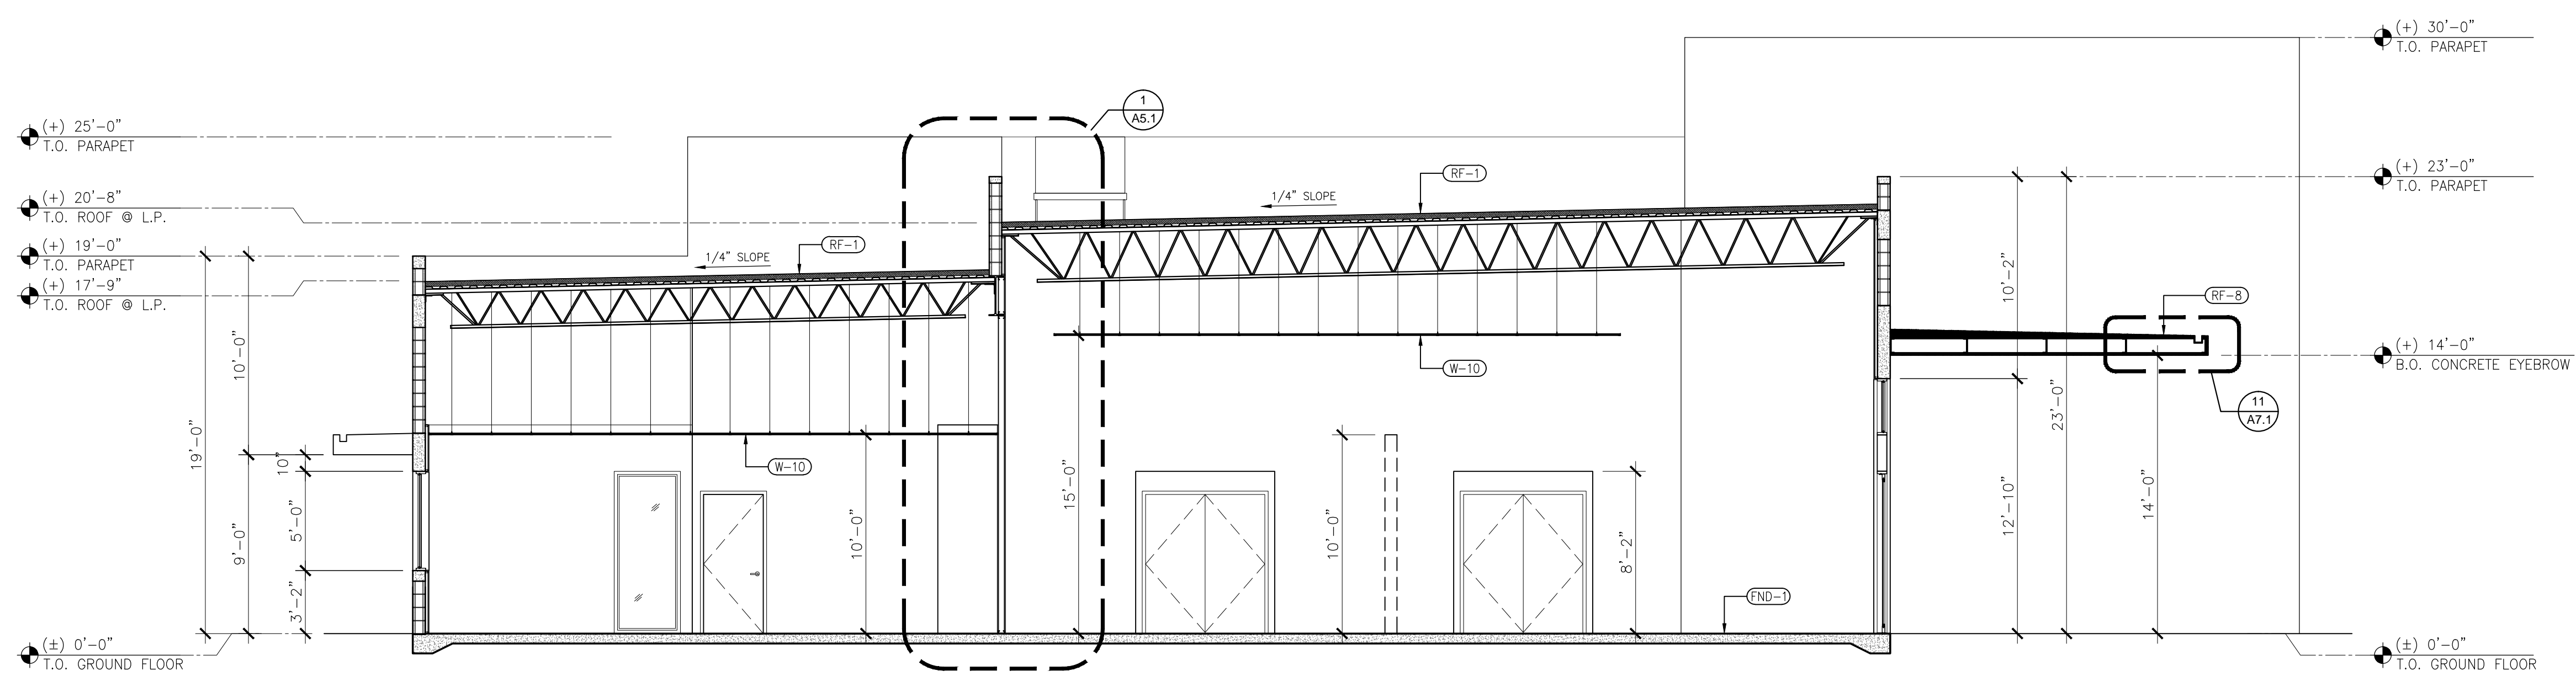 (+) 30'-0"
T.O. PARAPET
1
A5.1
(+) 25'-0"
T.O. PARAPET
RF-1
(+) 23'-0"
T.O. PARAPET
(+) 20'-8"
T.O. ROOF @ L.P.
1/4" SLOPE
(+) 19'-0"
T.O. PARAPET
RF-1
1/4" SLOPE
(+) 17'-9"
T.O. ROOF @ L.P.
10'-2"
RF-8
10'-0"
(+) 14'-0"
B.O. CONCRETE EYEBROW
W-10
23'-0"
11
A7.1
19'-0"
10"
W-10
15'-0"
10'-0"
10'-0"
8'-2"
12'-10"
14'-0"
9'-0"
5'-0"
3'-2"
FND-1
(±) 0'-0"
T.O. GROUND FLOOR
(±) 0'-0"
T.O. GROUND FLOOR